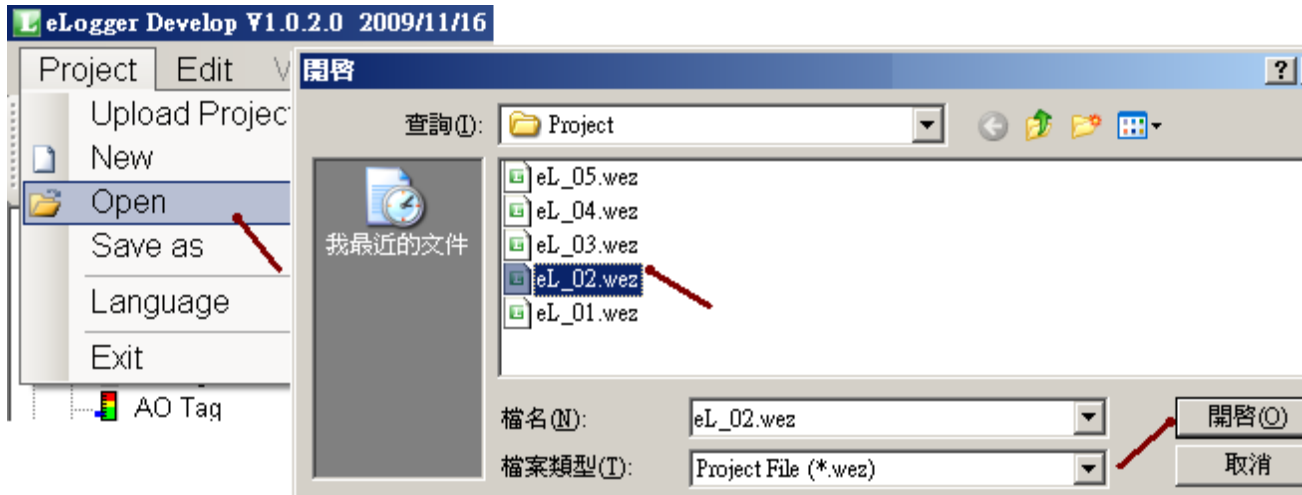 eLogger Develop V1.0.2.0 2009/11/16
Project Edit V
Upload Projec
New
Open
Save as
Language
Exit
AO Tag
開啓
查詢(I):
Project
我最近的文件
eL_05.wez
eL_04.wez
eL_03.wez
eL_02.wez
eL_01.wez
檔名(N):
eL_02.wez
開啓(O)
檔案類型(T):
Project File (*.wez)
取消